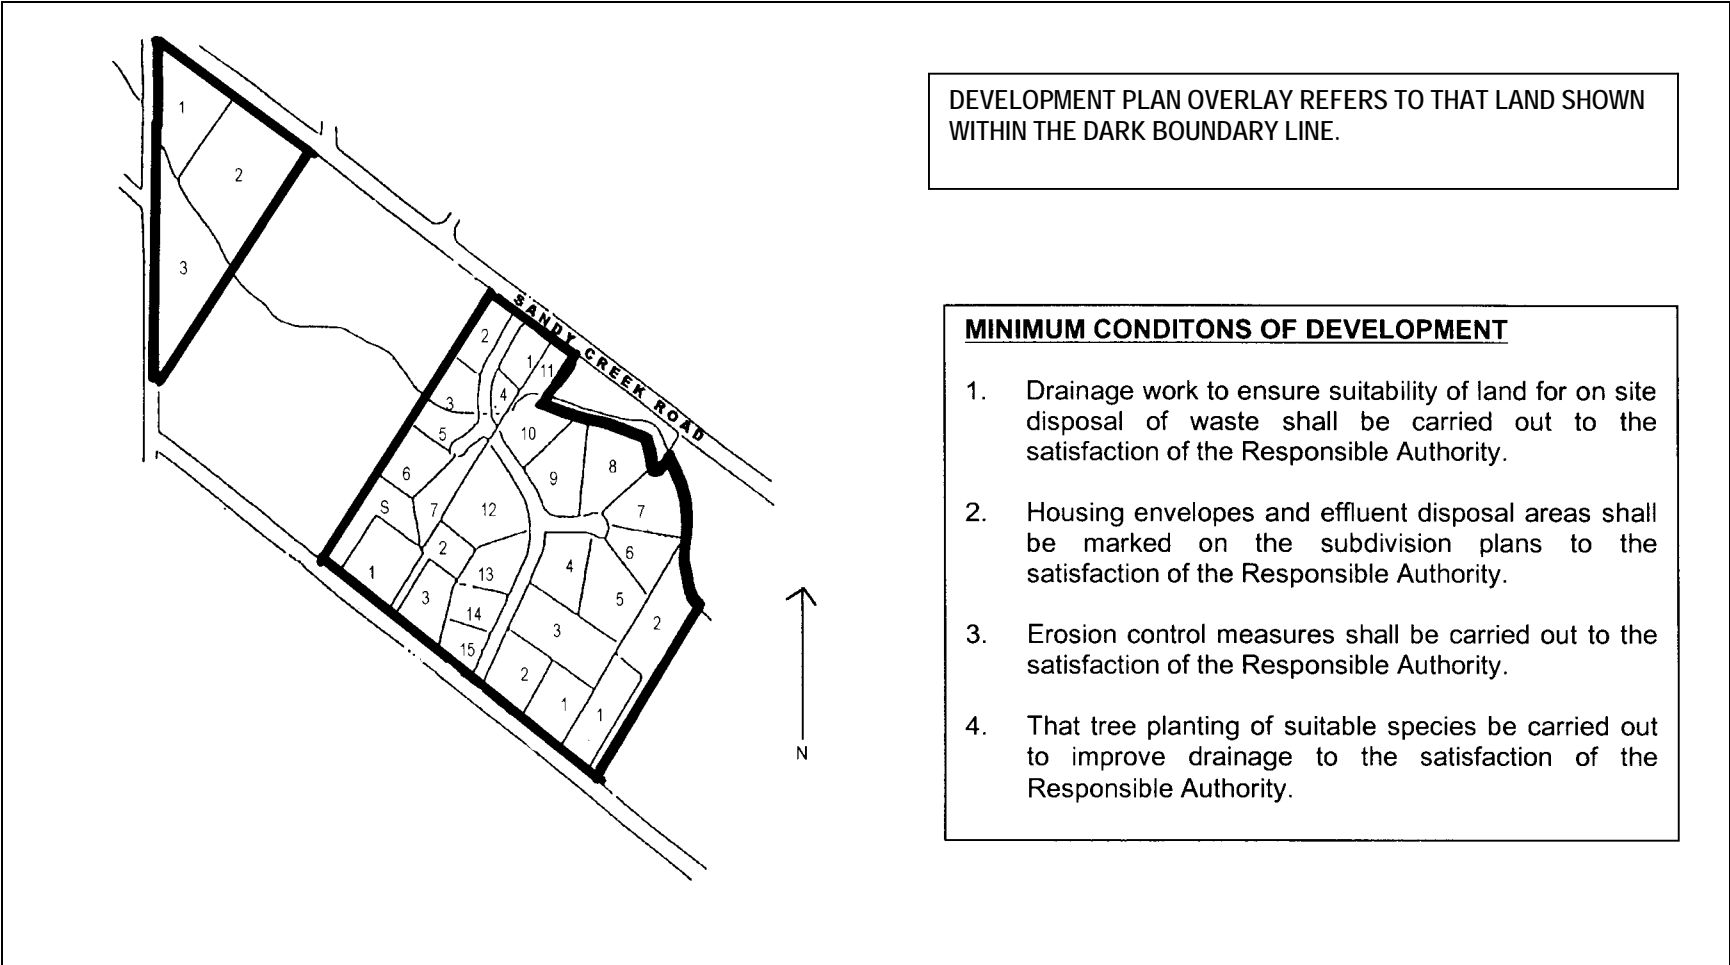 DEVELOPMENT PLAN OVERLAY REFERS TO THAT LAND SHOWN
WITHIN THE DARK BOUNDARY LINE.
1
2
3
SANDY CREEK ROAD
2
1
11
4
3
5
10
6
9
8
S
7
12
7
2
6
1
13
4
3
5
14
3
2
15
2
1
1
N
MINIMUM CONDITONS OF DEVELOPMENT
1. Drainage work to ensure suitability of land for on site
disposal of waste shall be carried out to the
satisfaction of the Responsible Authority.
2. Housing envelopes and effluent disposal areas shall
be marked on the subdivision plans to the
satisfaction of the Responsible Authority.
3. Erosion control measures shall be carried out to the
satisfaction of the Responsible Authority.
4. That tree planting of suitable species be carried out
to improve drainage to the satisfaction of the
Responsible Authority.